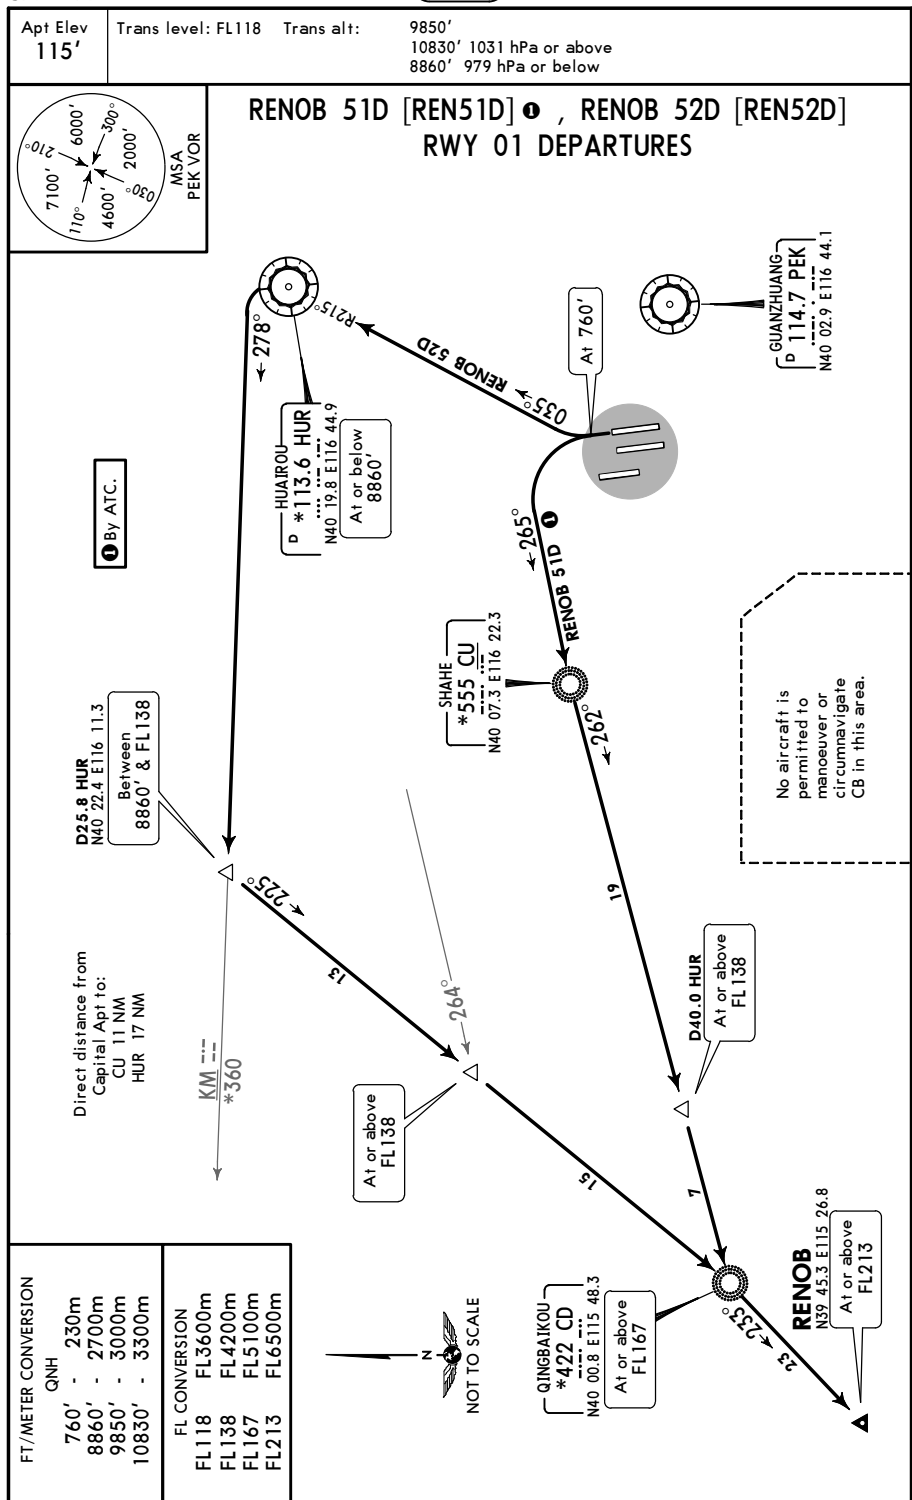 Apt Elev
115'
Trans level: FL118 Trans alt: 9850'
10830' 1031 hPa or above
8860' 979 hPa or below
RENOB 51D [REN51D] ❶ , RENOB 52D [REN52D]
RWY 01 DEPARTURES
210°
6000'
300°
2000'
7100'
110°
4600'
030°
MSA
PEK VOR
GUANZHUANG
D 114.7 PEK
N40 02.9 E116 44.1
At 760'
R215°
RENOB 52D
035°
278°
HUAIROU
D *113.6 HUR
N40 19.8 E116 44.9
At or below
8860'
❶ By ATC.
265°
RENOB 51D ❶
SHAHE
*555 CU
N40 07.3 E116 22.3
262°
19
No aircraft is
permitted to
manoeuver or
circumnavigate
CB in this area.
D25.8 HUR
N40 22.4 E116 11.3
Between
8860' & FL138
225°
13
264°
Direct distance from
Capital Apt to:
CU 11 NM
HUR 17 NM
KM
*360
D40.0 HUR
At or above
FL138
At or above
FL138
15
7
QINGBAIKOU
*422 CD
N40 00.8 E115 48.3
At or above
FL167
233°
23
RENOB
N39 45.3 E115 26.8
At or above
FL213
N
NOT TO SCALE
FT/METER CONVERSION
QNH
760' - 230m
8860' - 2700m
9850' - 3000m
10830' - 3300m
FL CONVERSION
FL118 FL3600m
FL138 FL4200m
FL167 FL5100m
FL213 FL6500m